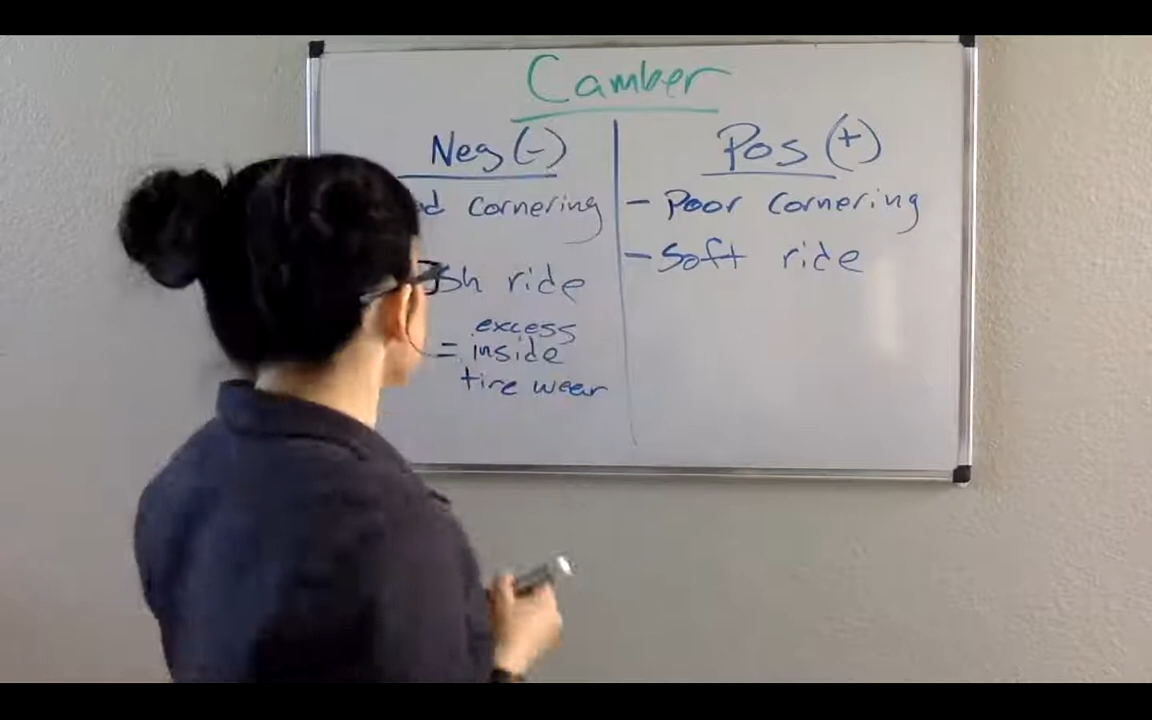 Camber
Neg (-)
cornering
ride
= excess
inside
tire wear
Pos (+)
- Poor cornering
- Soft ride